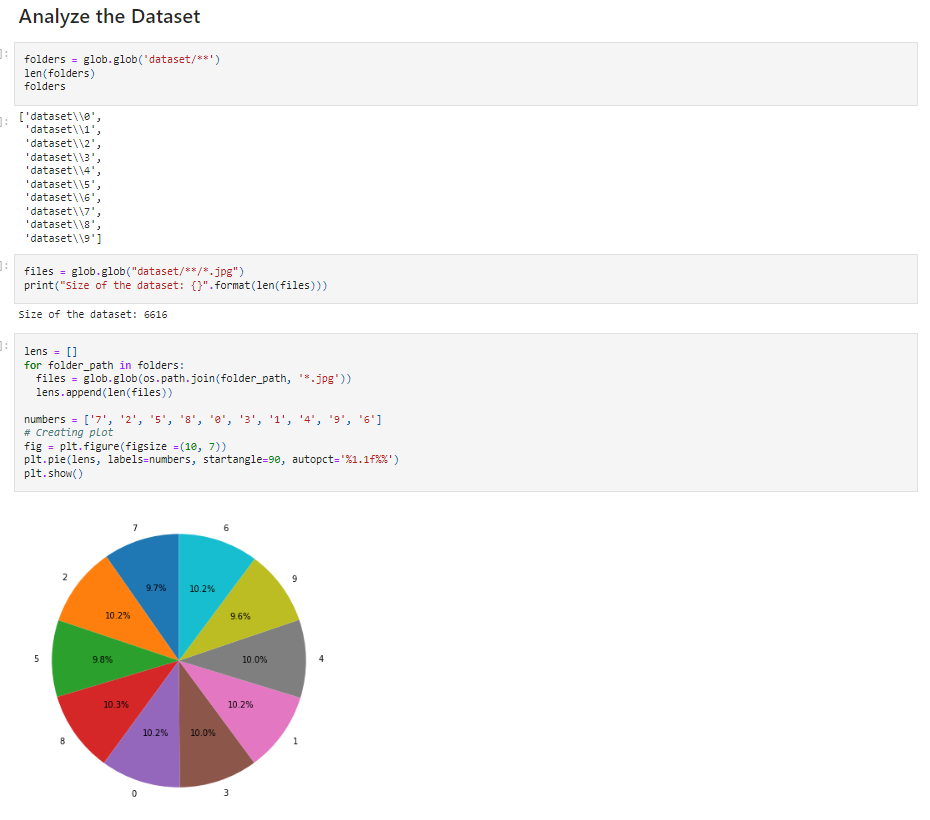 Analyze the Dataset
]:
folders = glob.glob('dataset/**')
len(folders)
folders
]:
['dataset\\0',
 'dataset\\1',
 'dataset\\2',
 'dataset\\3',
 'dataset\\4',
 'dataset\\5',
 'dataset\\6',
 'dataset\\7',
 'dataset\\8',
 'dataset\\9']
]:
files = glob.glob("dataset/**/*.jpg")
print("Size of the dataset: {}".format(len(files)))
Size of the dataset: 6616
]:
lens = []
for folder_path in folders:
  files = glob.glob(os.path.join(folder_path, '*.jpg'))
  lens.append(len(files))
numbers = ['7', '2', '5', '8', '0', '3', '1', '4', '9', '6']
# Creating plot
fig = plt.figure(figsize =(10, 7))
plt.pie(lens, labels=numbers, startangle=90, autopct='%1.1f%%')
plt.show()
7 6
2 9
9.7% 10.2%
10.2% 9.6%
5 9.8% 10.0% 4
10.3% 10.2%
10.2% 10.0%
8 1
0 3